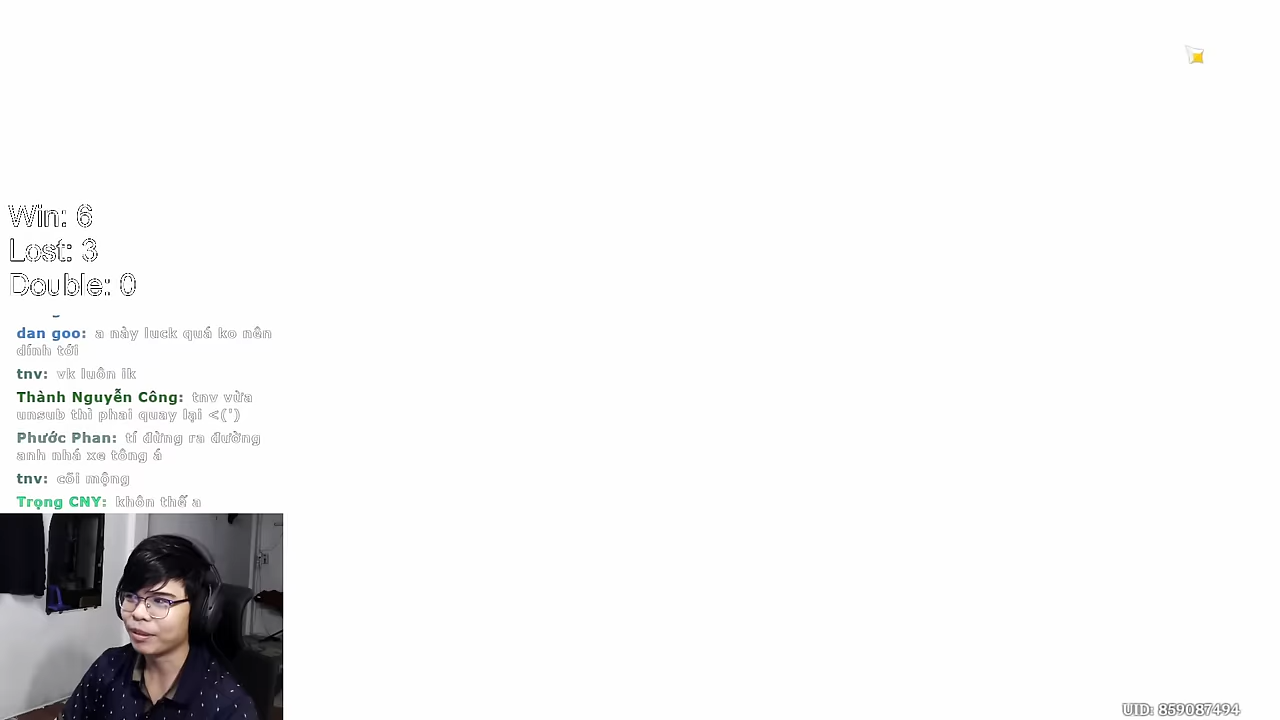 Win: 6
Lost: 3
Double: 0
dan goo: a này luck quá ko nên
dính tới
tnv: vk luôn ik
Thành Nguyễn Công: tnv vừa
unsub thì phai quay lại <(')
Phước Phan: tí đừng ra đường
anh nhá xe tông á
tnv: cõi mộng
Trọng CNY: khôn thế a
UID: 859087494